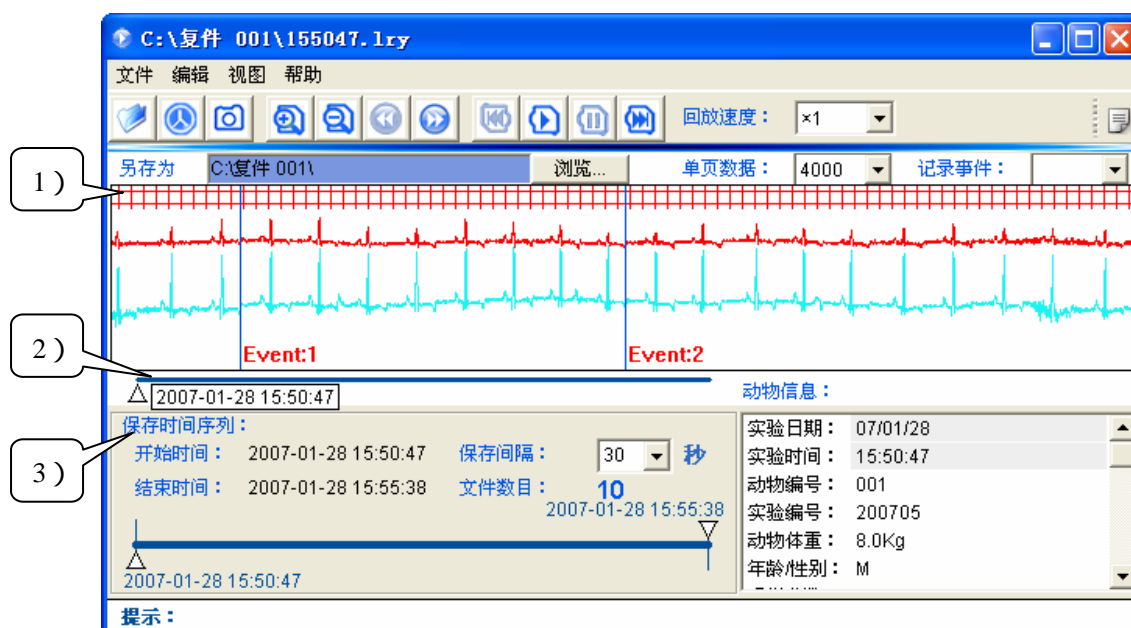 C:\复件 001\155047.lry
文件 编辑 视图 帮助
回放速度： ×1
1）
另存为 C:\复件 001\ 浏览... 单页数据： 4000 记录事件：
Event:1 Event:2
2）
2007-01-28 15:50:47
动物信息：
3）
保存时间序列：
开始时间： 2007-01-28 15:50:47 保存间隔： 30 秒
结束时间： 2007-01-28 15:55:38 文件数目： 10
2007-01-28 15:55:38
2007-01-28 15:50:47
实验日期： 07/01/28
实验时间： 15:50:47
动物编号： 001
实验编号： 200705
动物体重： 8.0Kg
年龄/性别： M
提示：